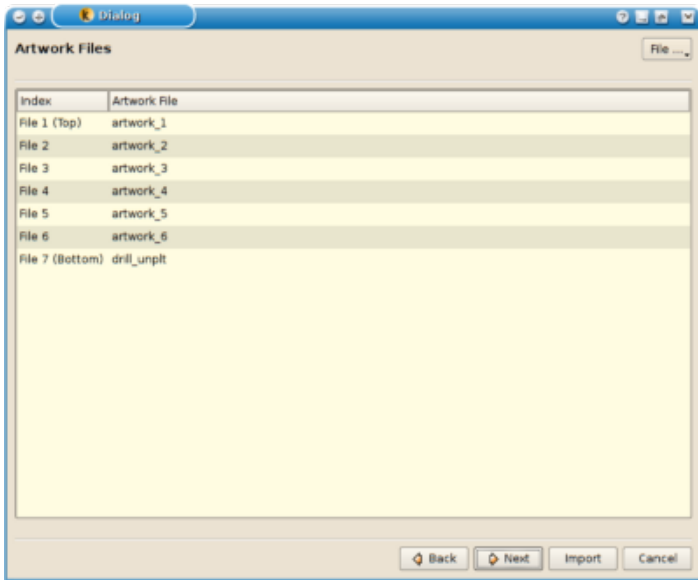 Dialog
Artwork Files
File ...
Index Artwork File
File 1 (Top) artwork_1
File 2 artwork_2
File 3 artwork_3
File 4 artwork_4
File 5 artwork_5
File 6 artwork_6
File 7 (Bottom) drill_unplt
Back Next Import Cancel